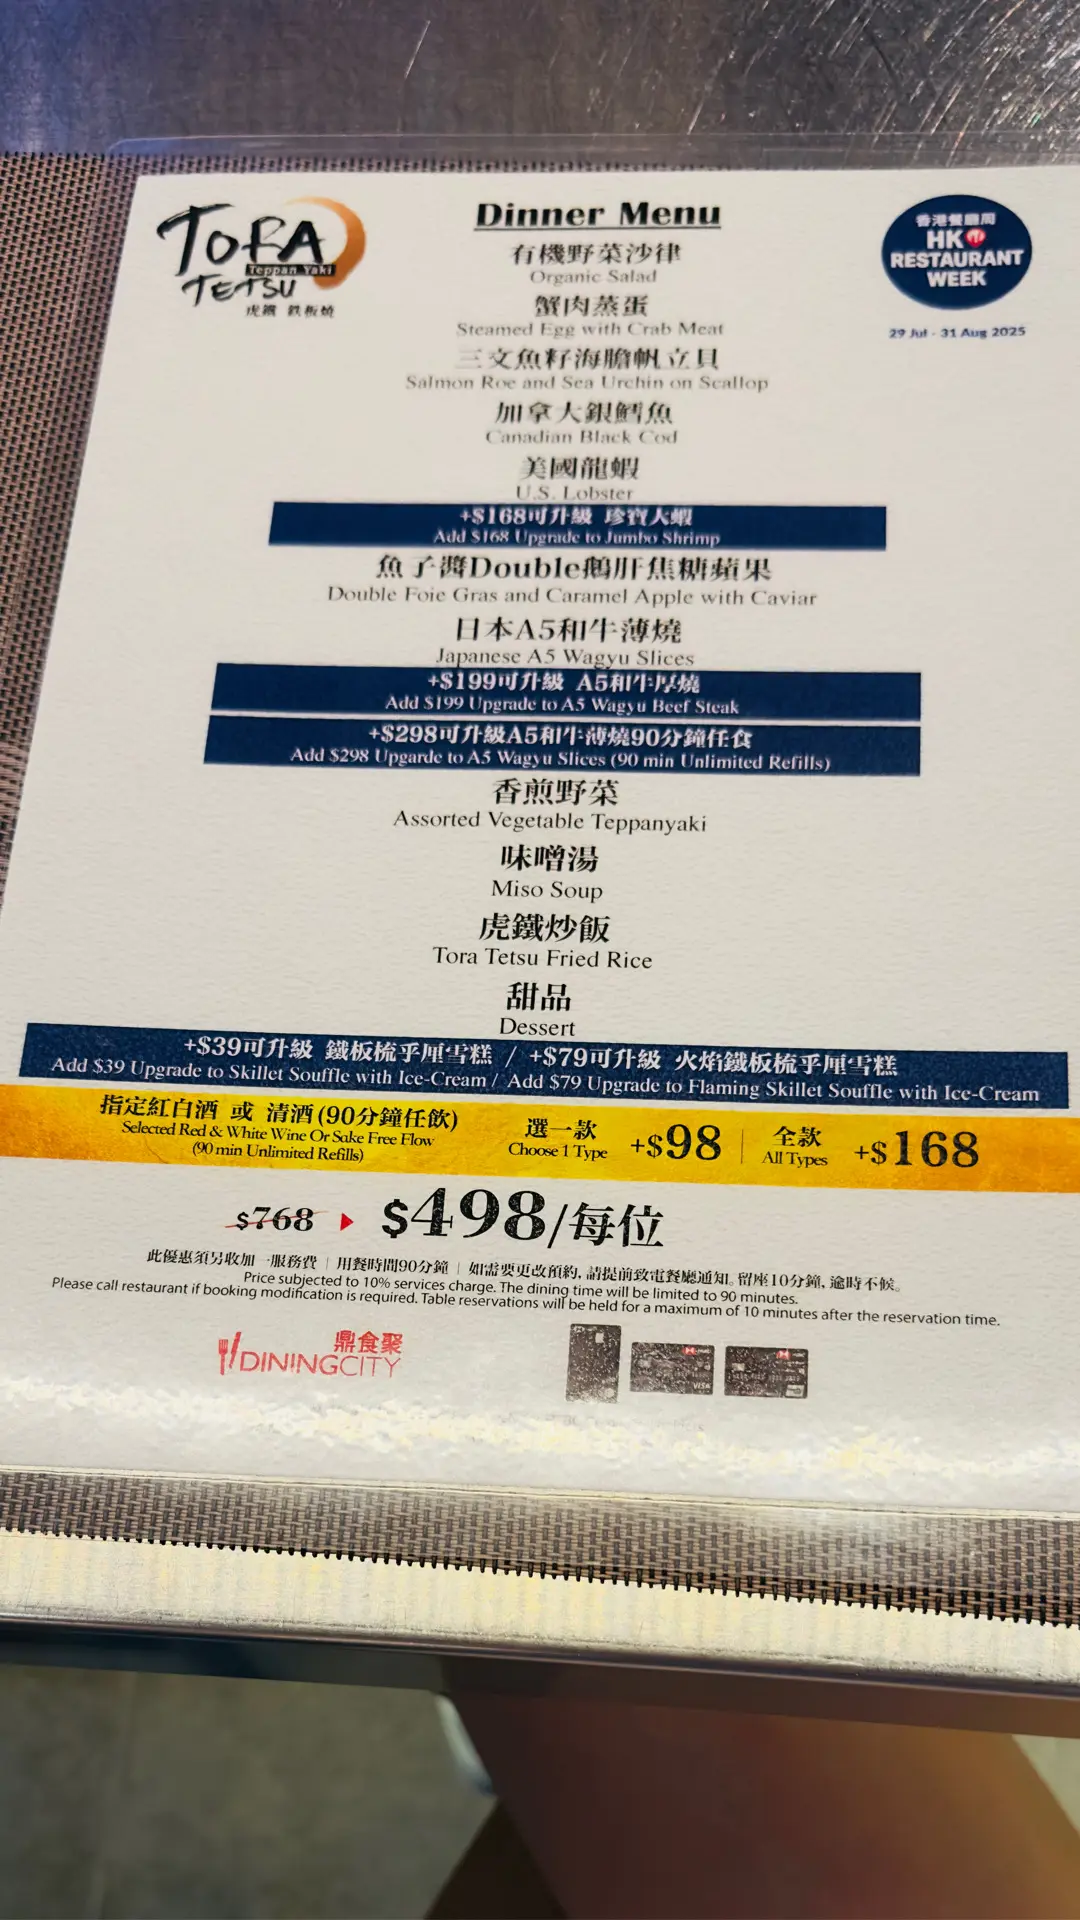 TORA
Teppan Yaki
TETSU
虎鐵 鉄板燒
Dinner Menu
香港餐廳周
HK
RESTAURANT
WEEK
29 Jul - 31 Aug 2025
有機野菜沙律
Organic Salad
蟹肉蒸蛋
Steamed Egg with Crab Meat
三文魚籽海膽帆立貝
Salmon Roe and Sea Urchin on Scallop
加拿大銀鱈魚
Canadian Black Cod
美國龍蝦
U.S. Lobster
+$168可升級 珍寶大蝦
Add $168 Upgrade to Jumbo Shrimp
魚子醬Double鵝肝焦糖蘋果
Double Foie Gras and Caramel Apple with Caviar
日本A5和牛薄燒
Japanese A5 Wagyu Slices
+$199可升級 A5和牛厚燒
Add $199 Upgrade to A5 Wagyu Beef Steak
+$298可升級A5和牛薄燒90分鐘任食
Add $298 Upgarde to A5 Wagyu Slices (90 min Unlimited Refills)
香煎野菜
Assorted Vegetable Teppanyaki
味噌湯
Miso Soup
虎鐵炒飯
Tora Tetsu Fried Rice
甜品
Dessert
+$39可升級 鐵板梳乎厘雪糕 / +$79可升級 火焰鐵板梳乎厘雪糕
Add $39 Upgrade to Skillet Souffle with Ice-Cream / Add $79 Upgrade to Flaming Skillet Souffle with Ice-Cream
指定紅白酒 或 清酒(90分鐘任飲)
Selected Red & White Wine Or Sake Free Flow
(90 min Unlimited Refills)
選一款
Choose 1 Type
+$98
全款
All Types
+$168
$768 ▶ $498/每位
此優惠須另收加一服務費 | 用餐時間90分鐘 | 如需要更改預約, 請提前致電餐廳通知。留座10分鐘, 逾時不候。
Price subjected to 10% services charge. The dining time will be limited to 90 minutes.
Please call restaurant if booking modification is required. Table reservations will be held for a maximum of 10 minutes after the reservation time.
鼎食聚
DININGCITY
VISA